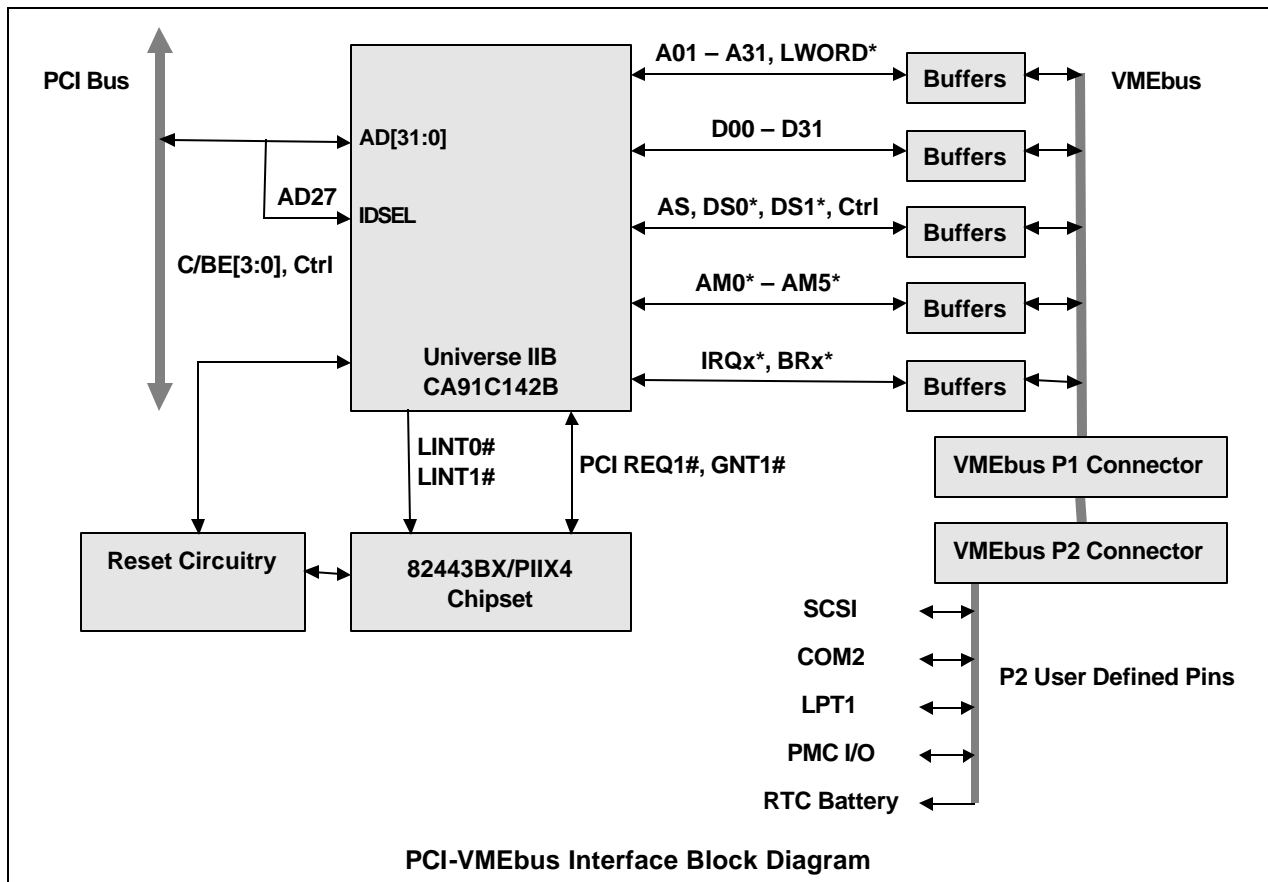 PCI Bus
A01 – A31, LWORD*
Buffers
VMEbus
AD[31:0]
D00 – D31
Buffers
AD27
IDSEL
AS, DS0*, DS1*, Ctrl
Buffers
C/BE[3:0], Ctrl
AM0* – AM5*
Buffers
Universe IIB
CA91C142B
IRQx*, BRx*
Buffers
LINT0#
LINT1#
PCI REQ1#, GNT1#
VMEbus P1 Connector
Reset Circuitry
82443BX/PIIX4
Chipset
VMEbus P2 Connector
SCSI
COM2
P2 User Defined Pins
LPT1
PMC I/O
RTC Battery
PCI-VMEbus Interface Block Diagram